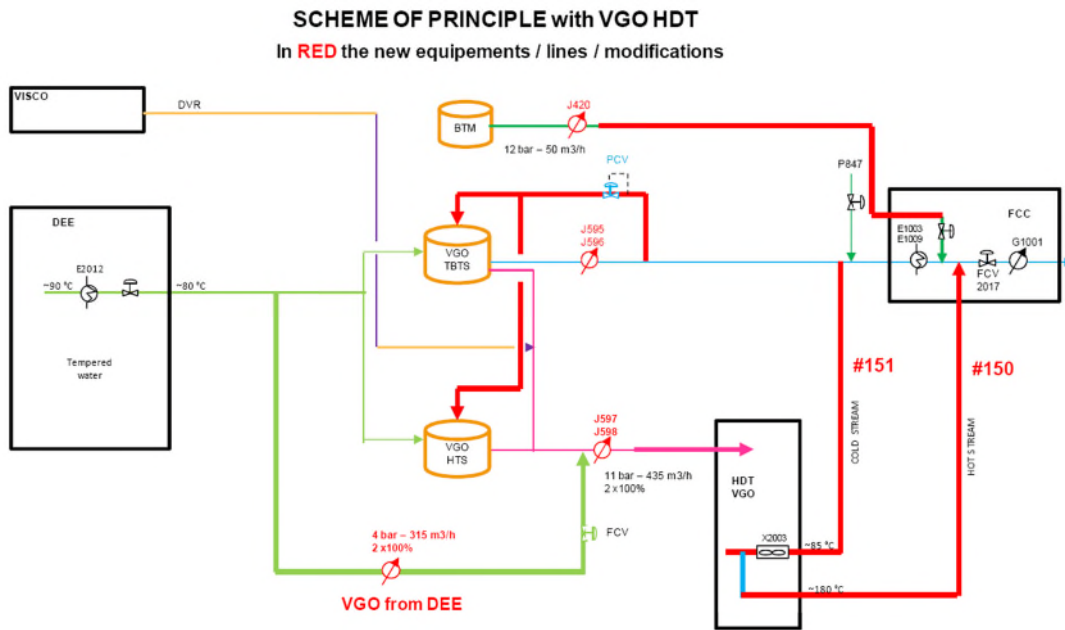 SCHEME OF PRINCIPLE with VGO HDT
In RED the new equipements / lines / modifications
VISCO
DVR
BTM
J420
12 bar – 50 m3/h
PCV
P847
DEE
E2012
~90 °C
~80 °C
Tempered
water
VGO
TBTS
J595
J596
E1003
E1009
FCC
G1001
FCV
2017
#151
#150
COLD STREAM
HOT STREAM
VGO
HTS
J597
J598
11 bar – 435 m3/h
2 x100%
HDT
VGO
FCV
4 bar – 315 m3/h
2 x100%
VGO from DEE
X2003
~85 °C
~180 °C